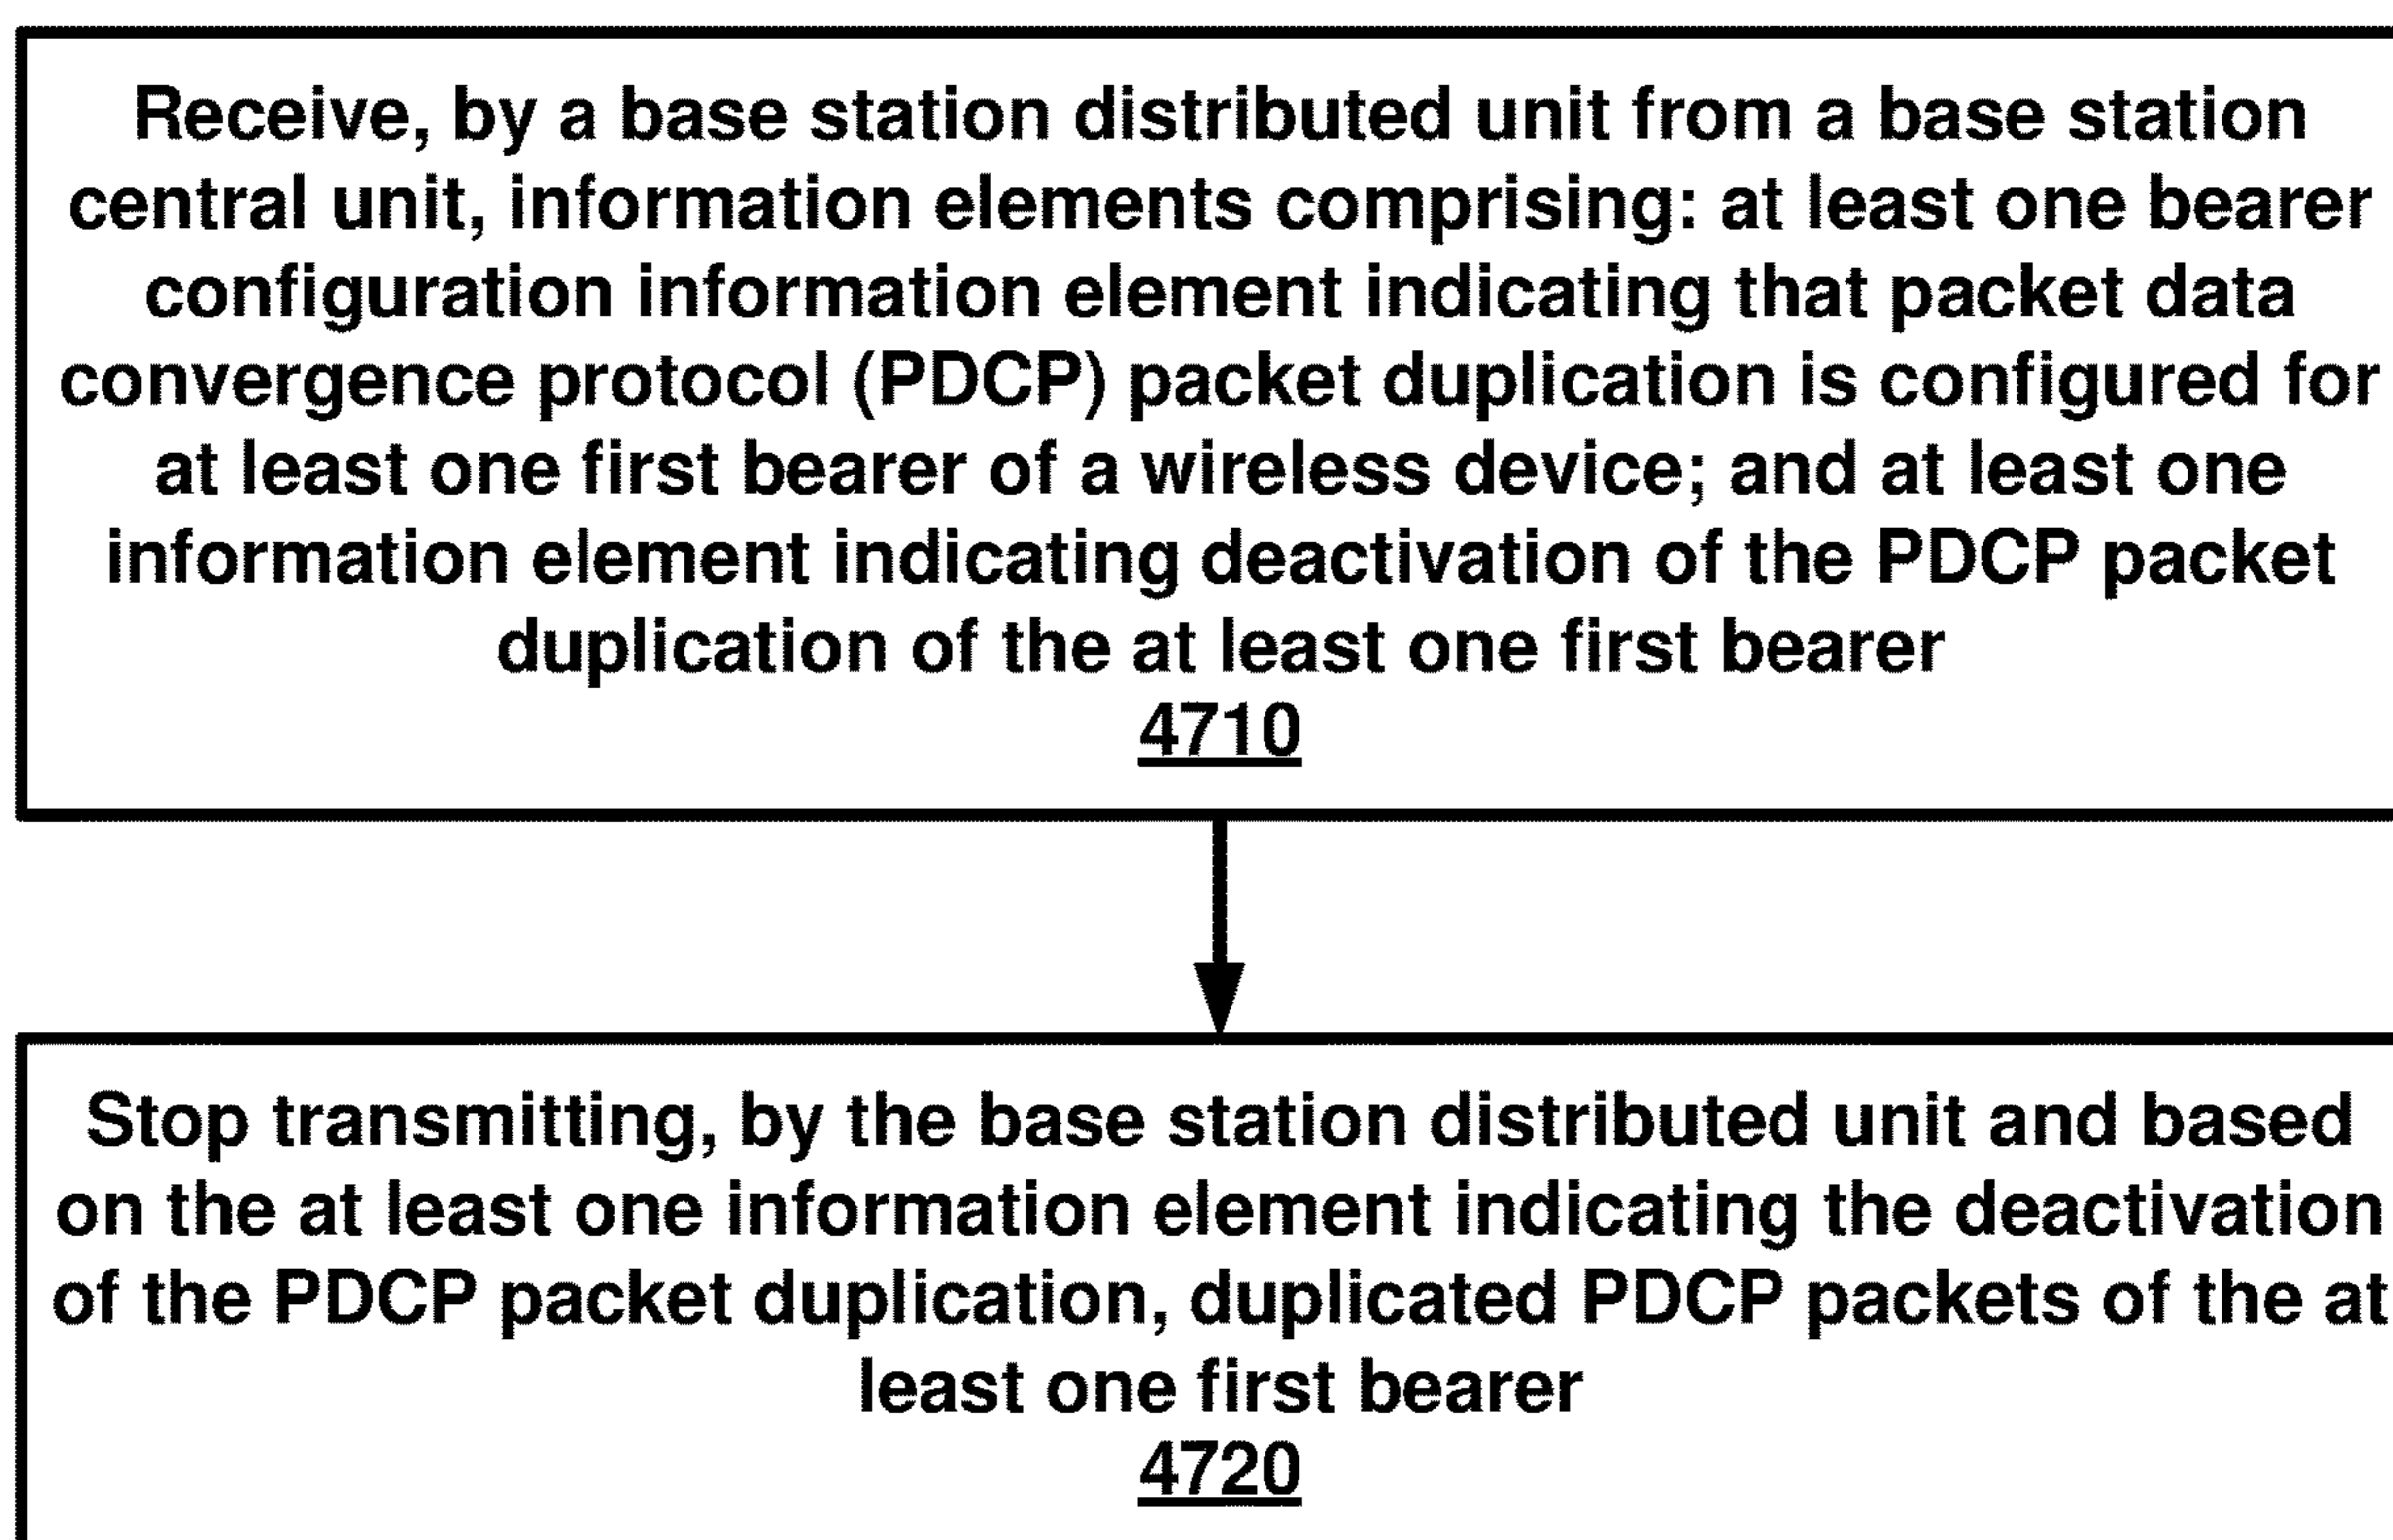 Receive, by a base station distributed unit from a base station
central unit, information elements comprising: at least one bearer
configuration information element indicating that packet data
convergence protocol (PDCP) packet duplication is configured for
at least one first bearer of a wireless device; and at least one
information element indicating deactivation of the PDCP packet
duplication of the at least one first bearer
4710
Stop transmitting, by the base station distributed unit and based
on the at least one information element indicating the deactivation
of the PDCP packet duplication, duplicated PDCP packets of the at
least one first bearer
4720